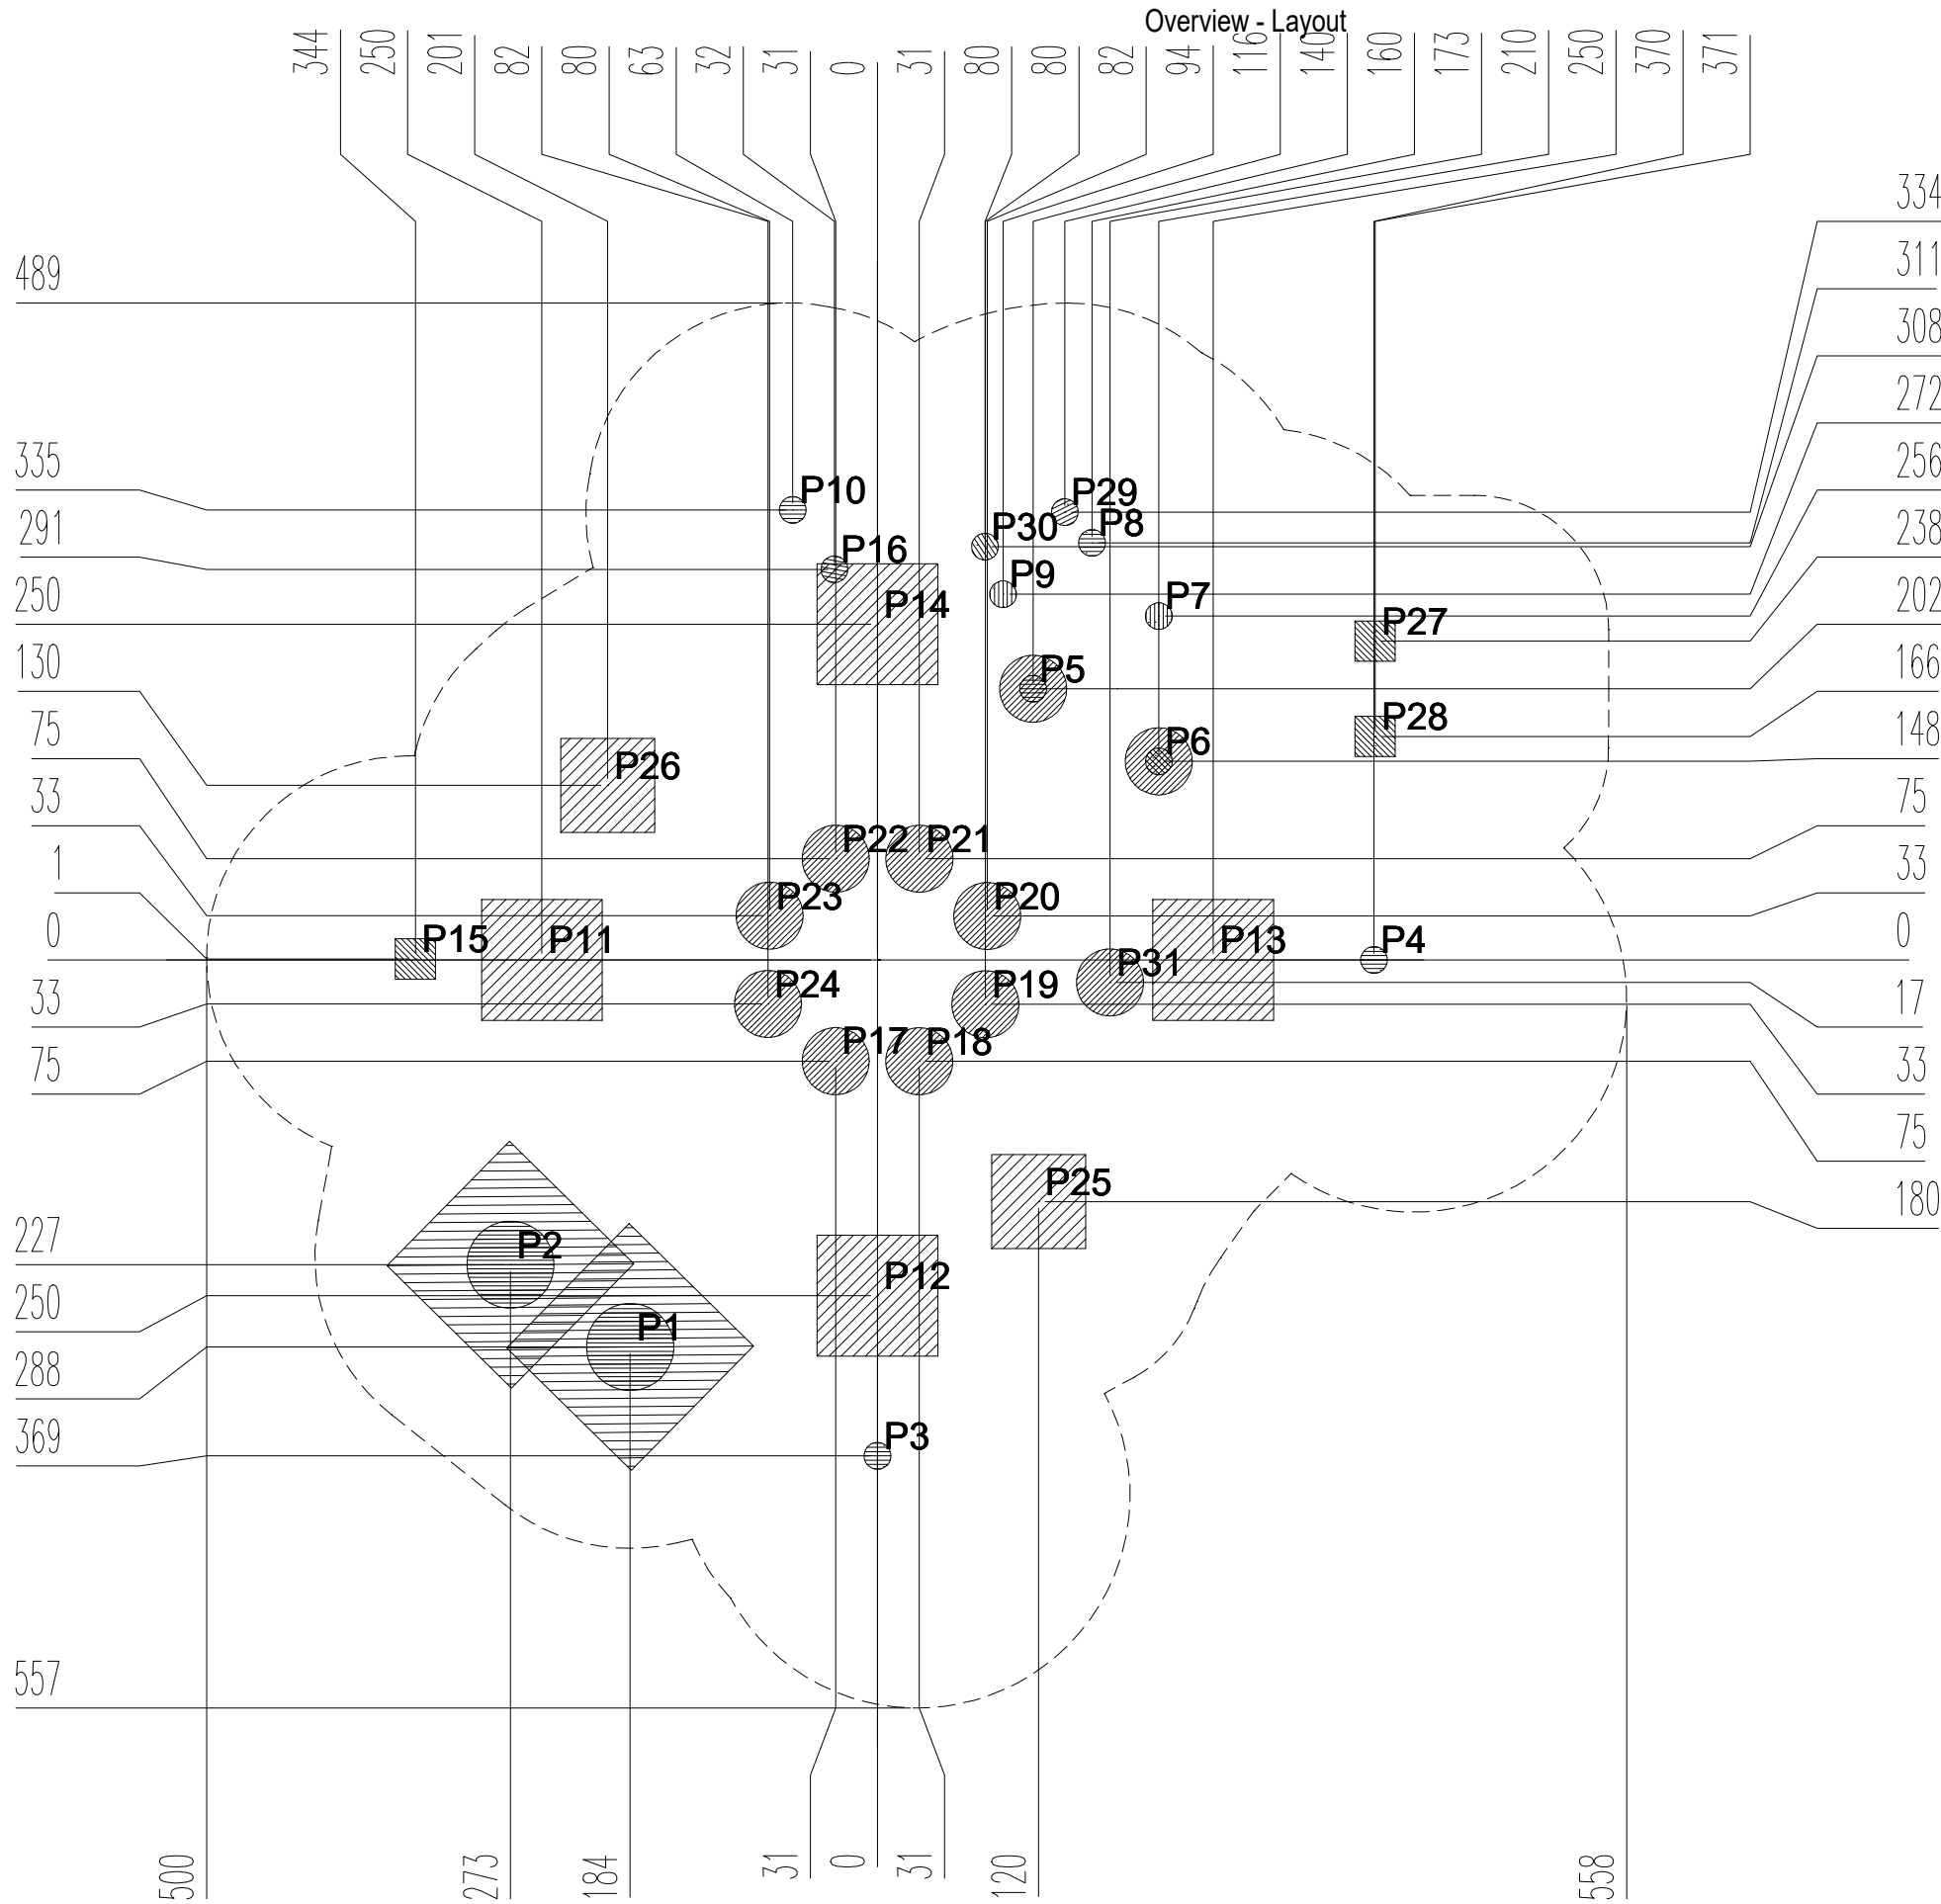 Overview - Layout
344 250 201 82 80 63 32 31 0 31 80 80 82 94 116 140 160 173 210 250 370 371
334
489
311
308
272
335
256
291
238
250
202
130
166
75
148
33
75
1
33
0
0
33
17
75
33
75
180
227
250
288
369
557
P10
P29
P8
P30
P16
P9
P14
P7
P27
P5
P28
P6
P26
P22
P21
P23
P20
P15
P11
P13
P4
P31
P24
P19
P17
P18
P25
P2
P12
P1
P3
500 273 184 31 0 31 120 558